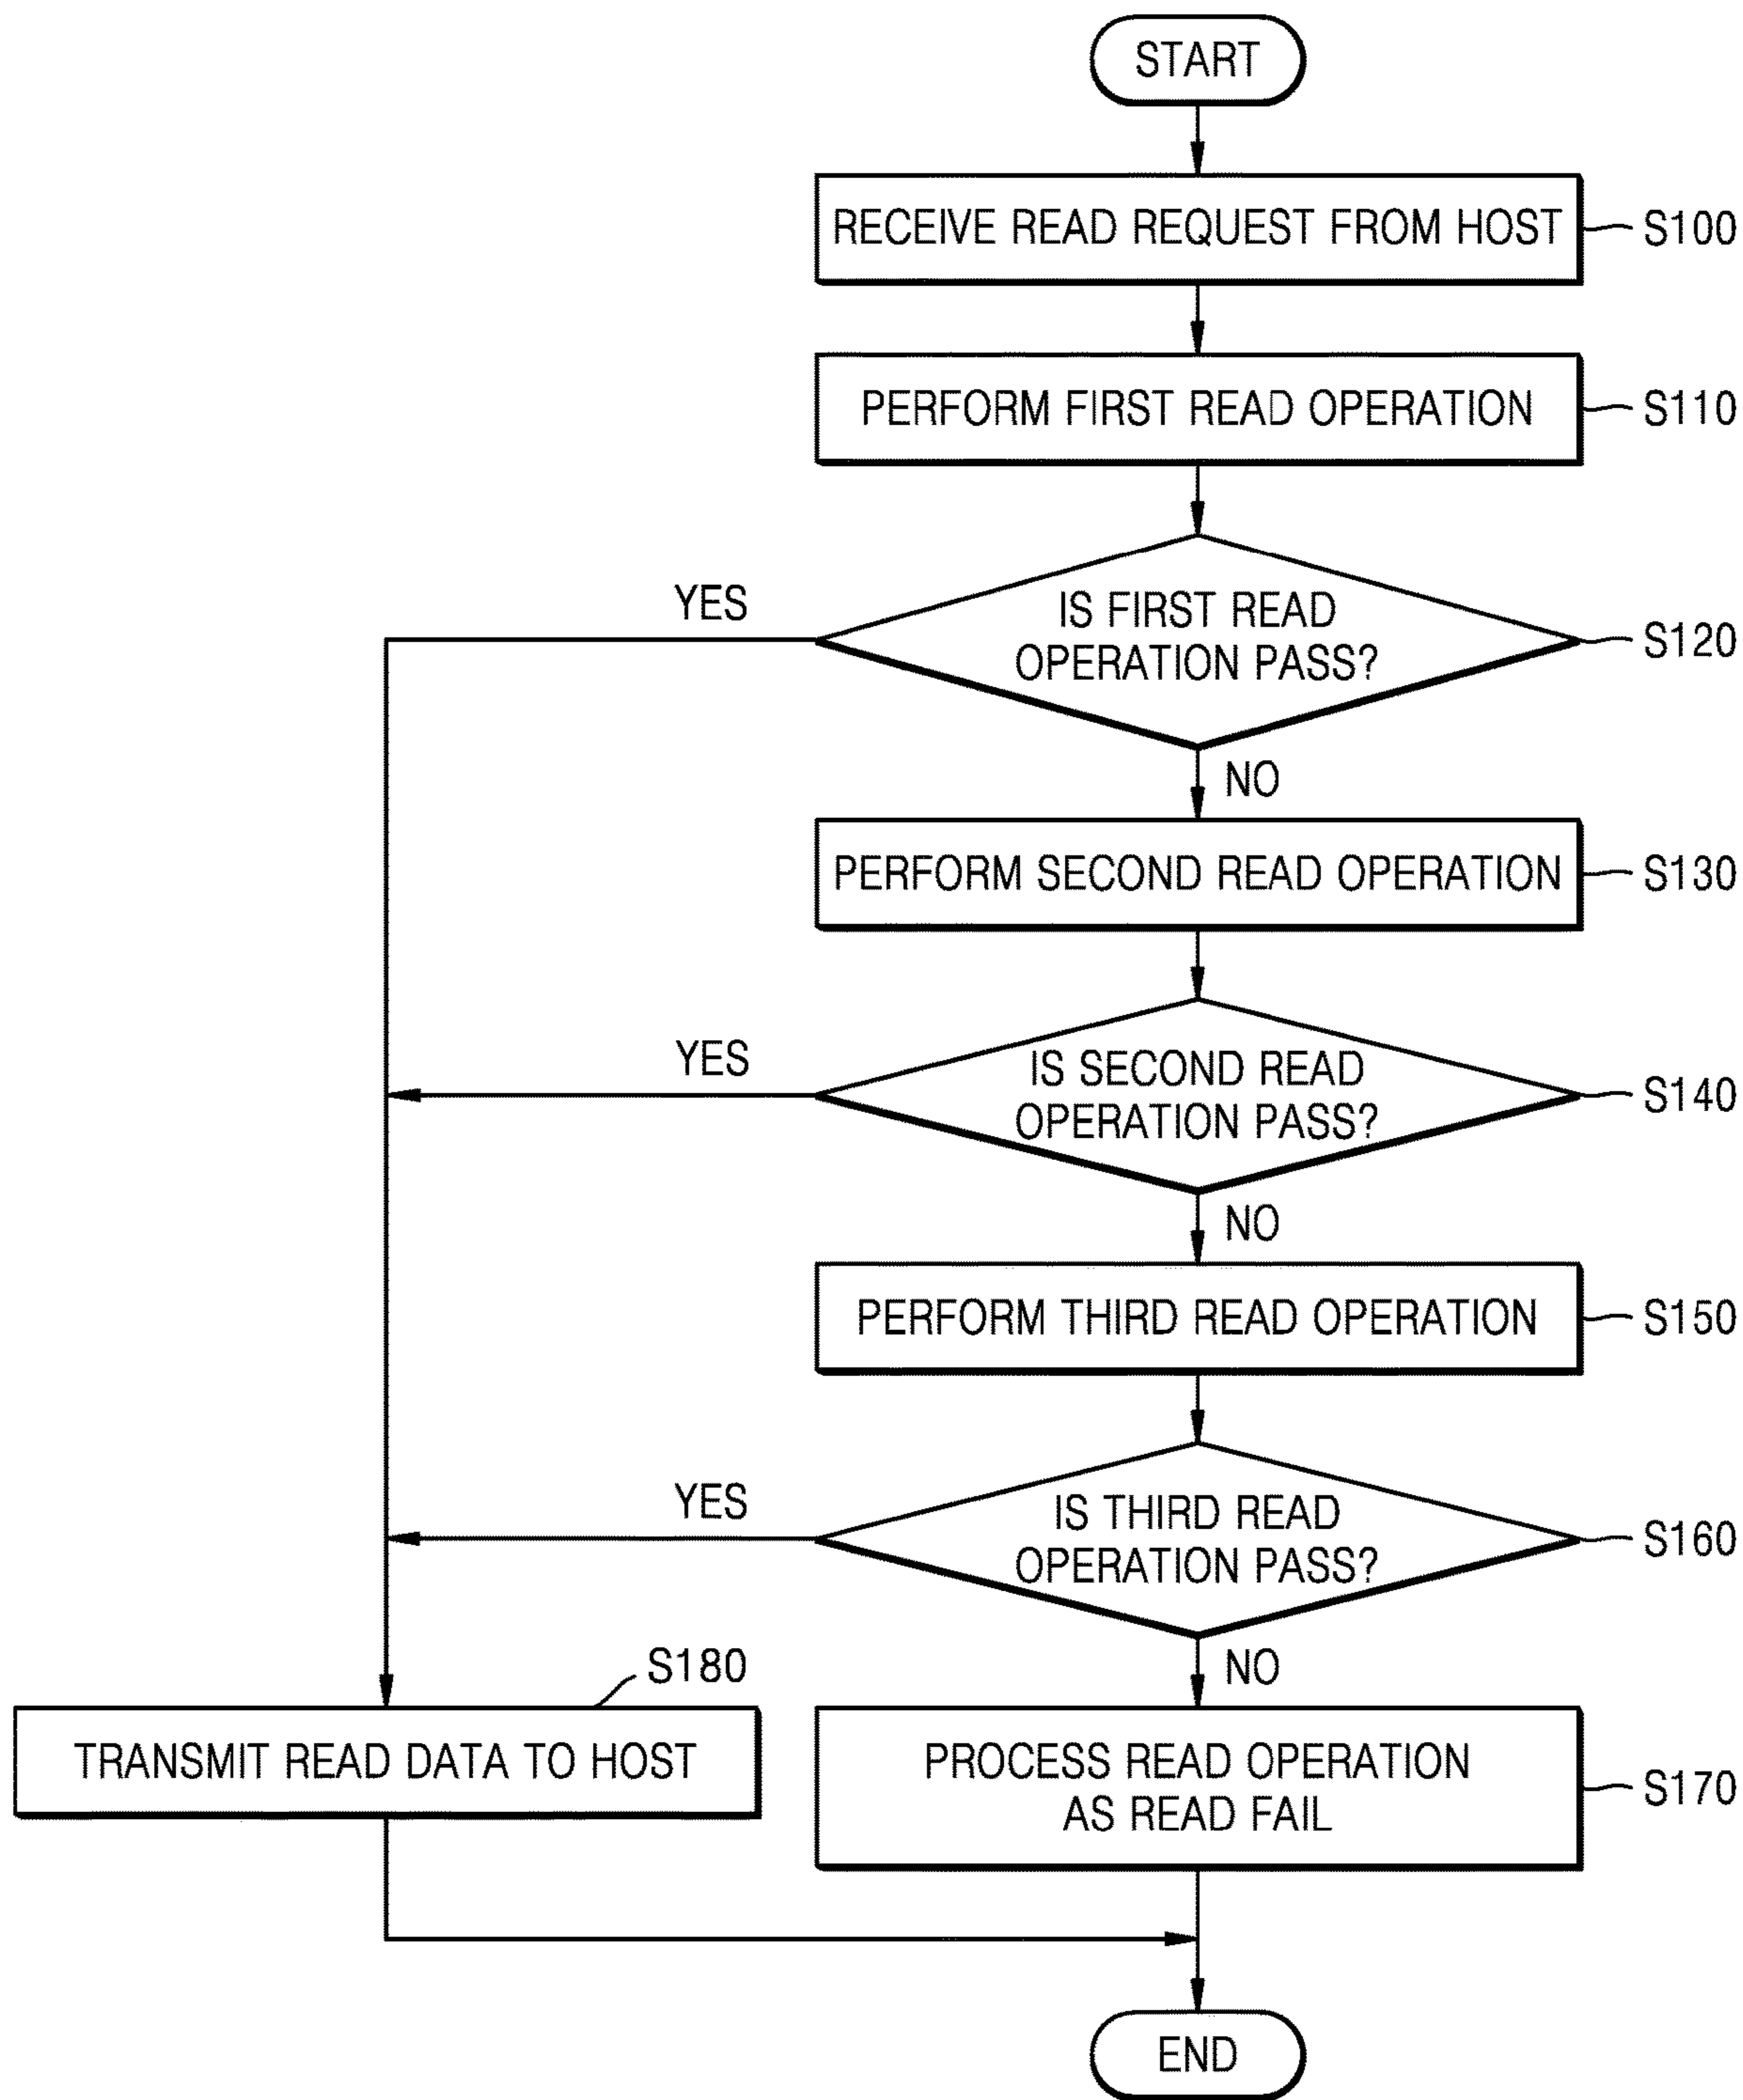 START
RECEIVE READ REQUEST FROM HOST
S100
PERFORM FIRST READ OPERATION
S110
YES
IS FIRST READ
OPERATION PASS?
S120
NO
PERFORM SECOND READ OPERATION
S130
YES
IS SECOND READ
OPERATION PASS?
S140
NO
PERFORM THIRD READ OPERATION
S150
YES
IS THIRD READ
OPERATION PASS?
S160
NO
S180
TRANSMIT READ DATA TO HOST
PROCESS READ OPERATION
AS READ FAIL
S170
END